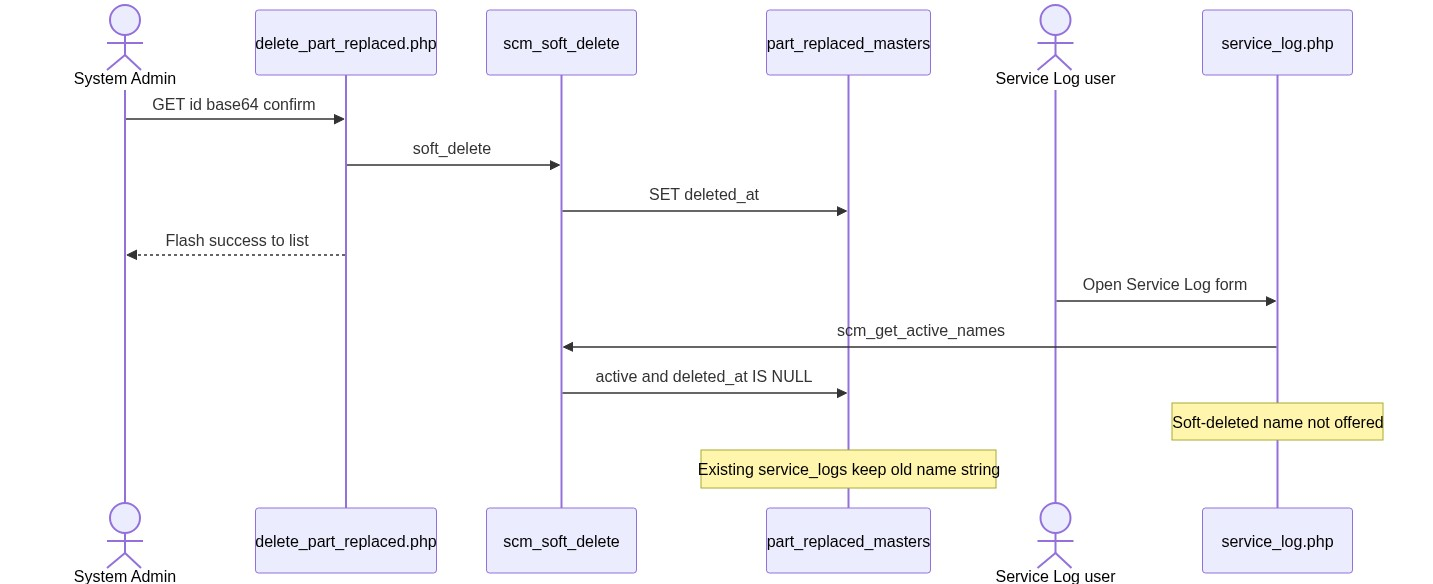 System Admin
delete_part_replaced.php
scm_soft_delete
part_replaced_masters
Service Log user
service_log.php
GET id base64 confirm
soft_delete
SET deleted_at
Flash success to list
Open Service Log form
scm_get_active_names
active and deleted_at IS NULL
Soft-deleted name not offered
Existing service_logs keep old name string
System Admin
delete_part_replaced.php
scm_soft_delete
part_replaced_masters
Service Log user
service_log.php